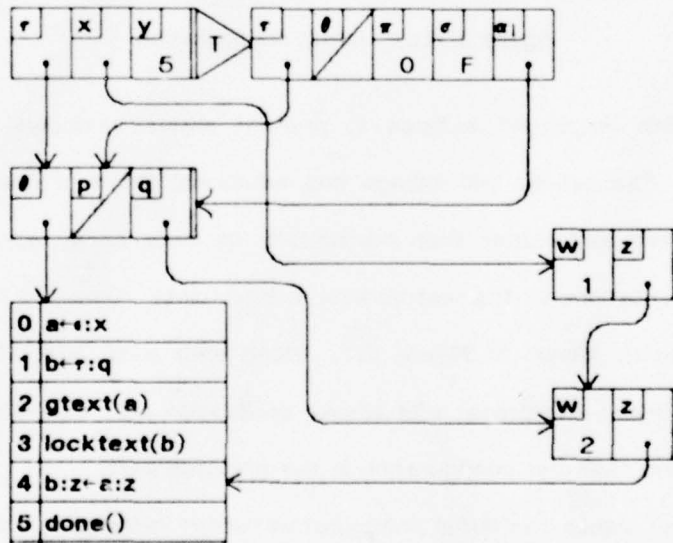 τ x y 5 T τ θ π 0 σ F α↓
θ p q
w 1 z
w 2 z
0 a←ε:x
1 b←τ:q
2 gtext(a)
3 locktext(b)
4 b:z←a:z
5 done()